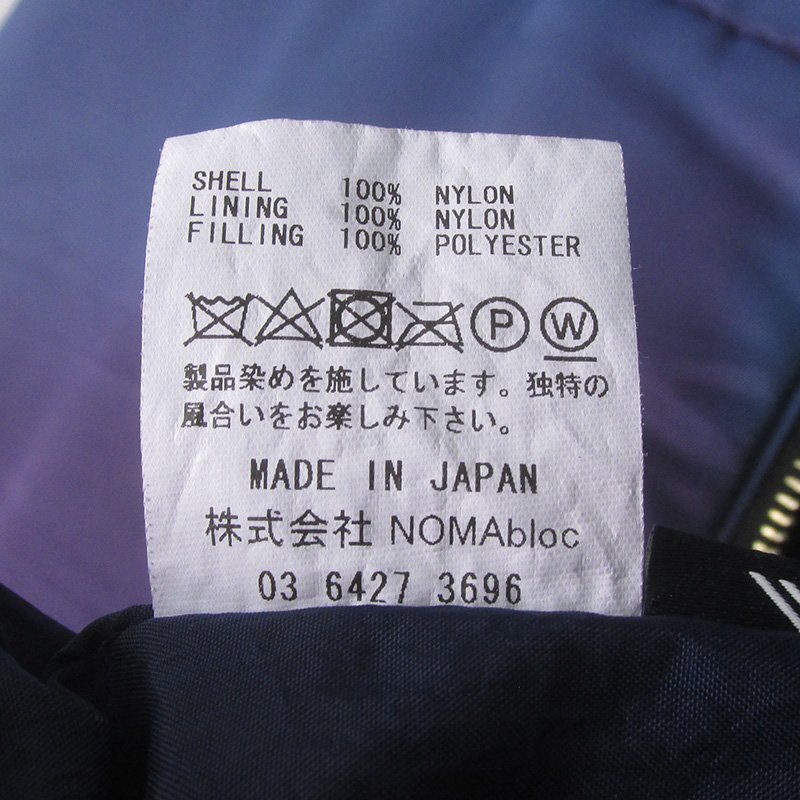 SHELL 100% NYLON
LINING 100% NYLON
FILLING 100% POLYESTER
P W
製品染めを施しています。独特の
風合いをお楽しみ下さい。
MADE IN JAPAN
株式会社 NOMAbloc
03 6427 3696